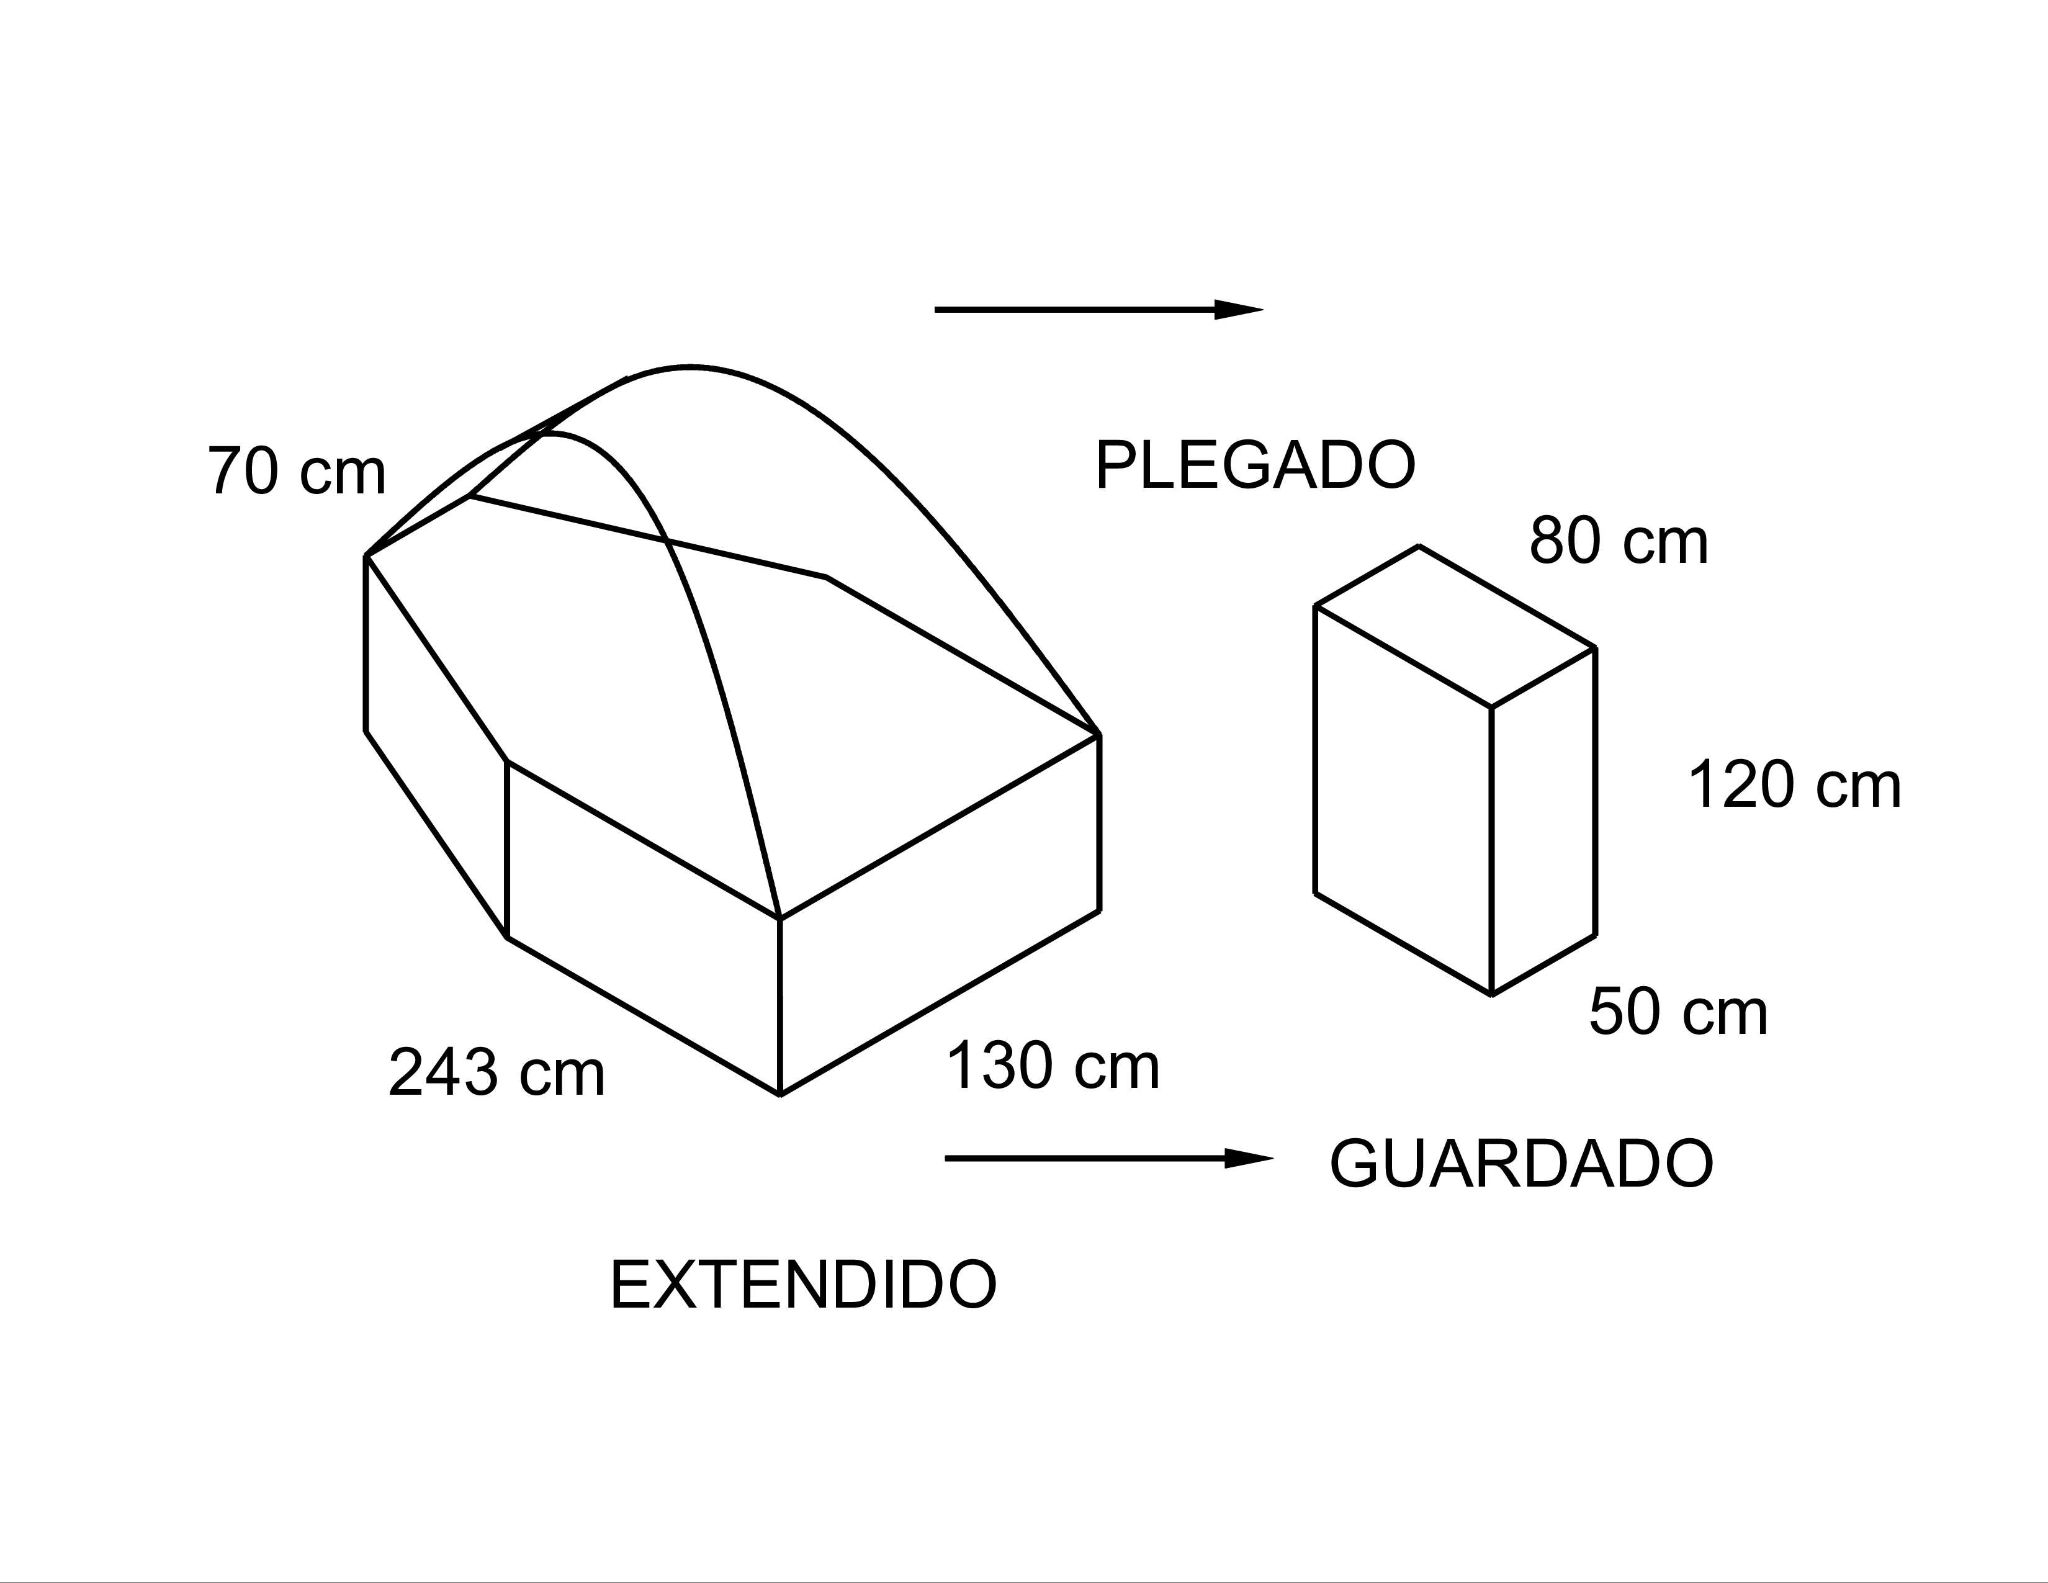 70 cm
PLEGADO
80 cm
120 cm
50 cm
243 cm
130 cm
GUARDADO
EXTENDIDO